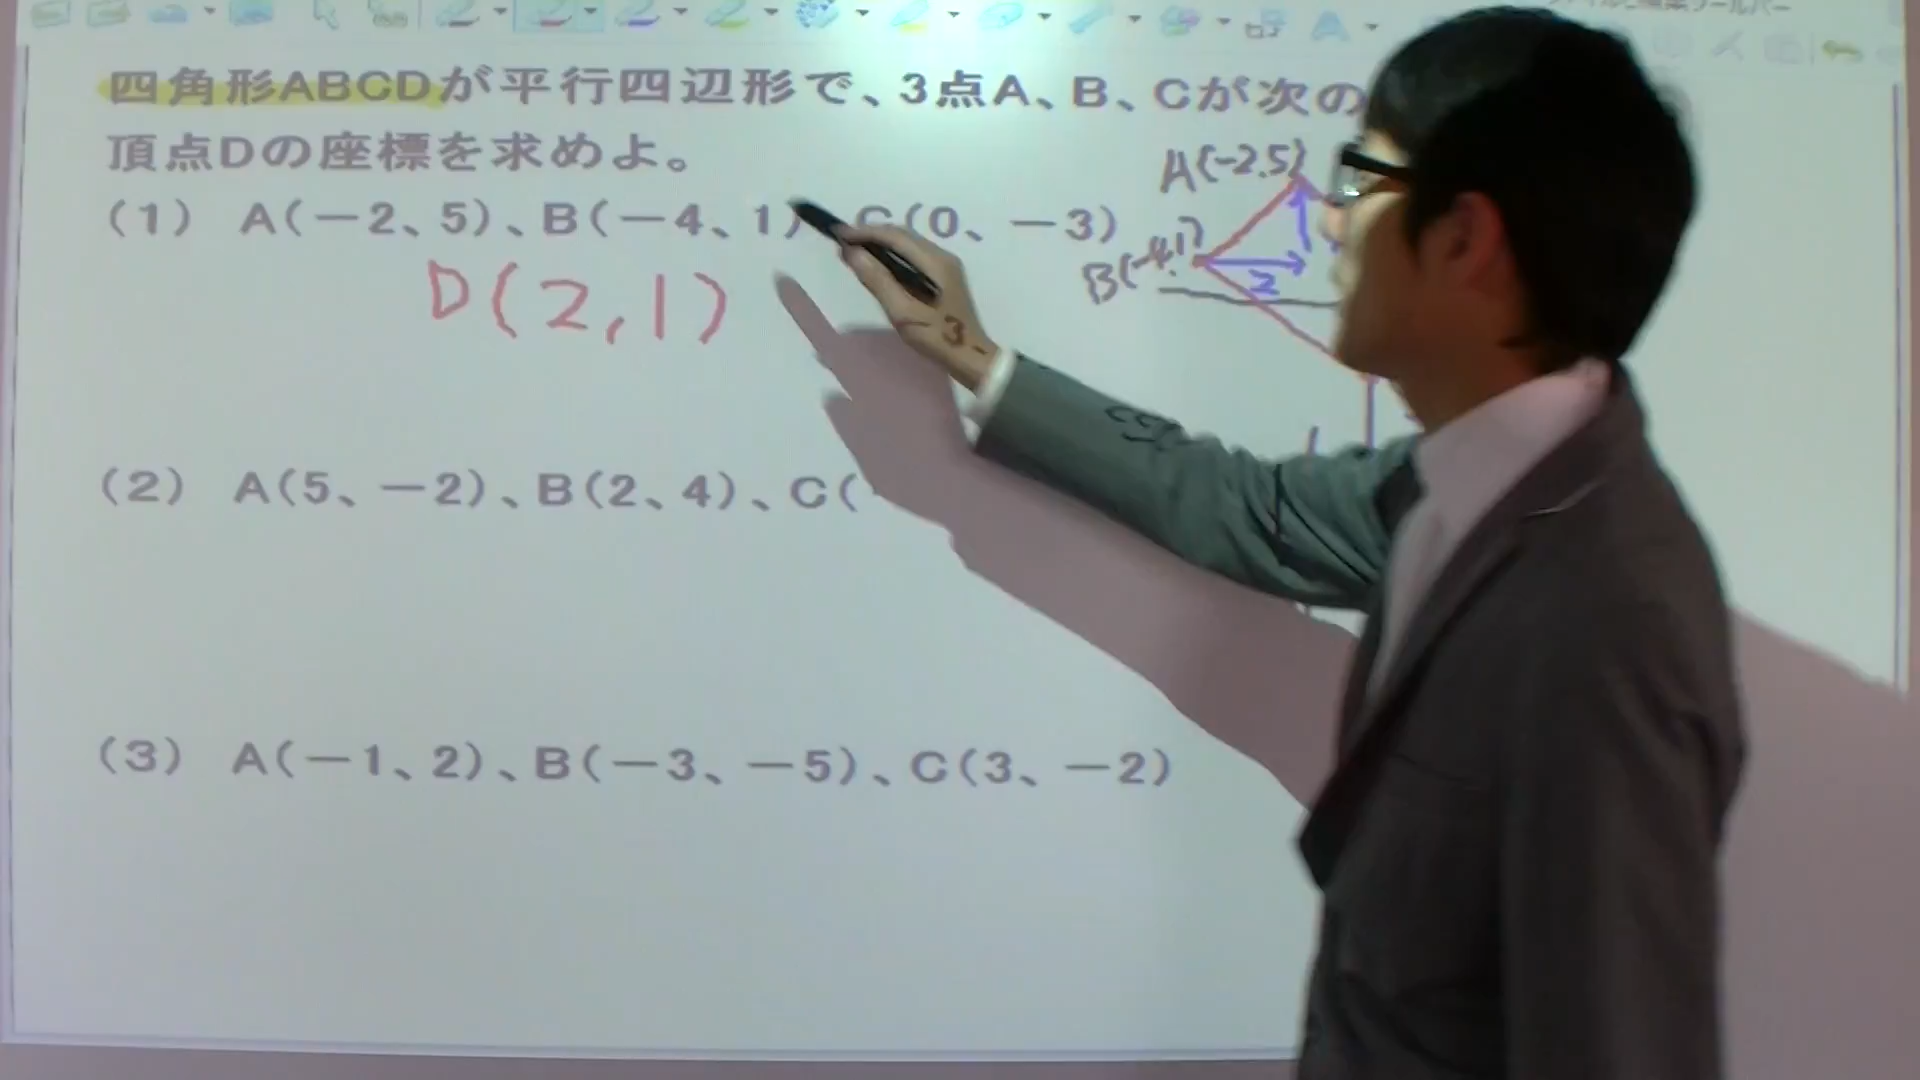 四角形ABCDが平行四辺形で、3点A、B、Cが次の
頂点Dの座標を求めよ。
(1) A(−2、5)、B(−4、1)、C(0、−3)
A(-2.5)
B(-4,1)
2
D(2,1)
-3-
(2) A(5、−2)、B(2、4)、C(
(3) A(−1、2)、B(−3、−5)、C(3、−2)